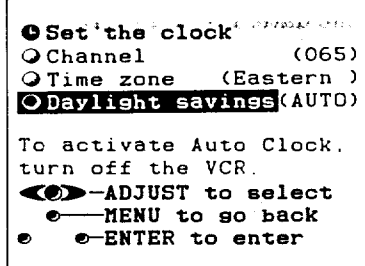 Set the clock
Channel (065)
Time zone (Eastern )
Daylight savings(AUTO)
To activate Auto Clock,
turn off the VCR.
ADJUST to select
MENU to go back
ENTER to enter